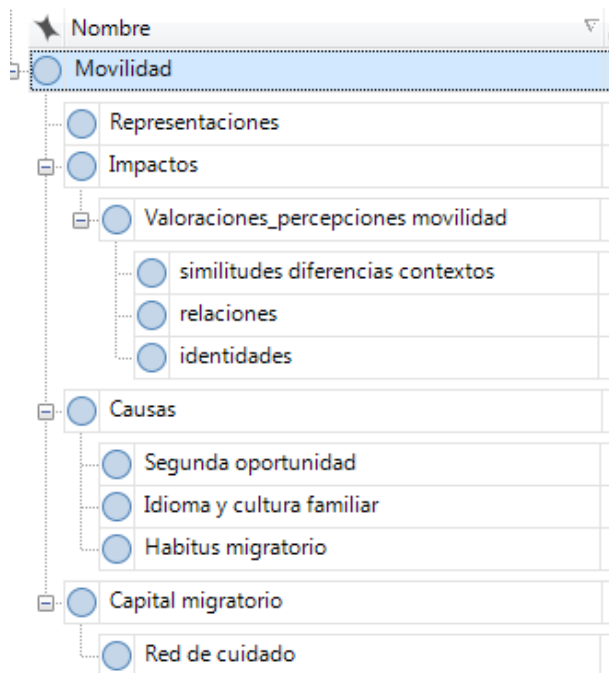 Nombre
Movilidad
Representaciones
Impactos
Valoraciones_percepciones movilidad
similitudes diferencias contextos
relaciones
identidades
Causas
Segunda oportunidad
Idioma y cultura familiar
Habitus migratorio
Capital migratorio
Red de cuidado